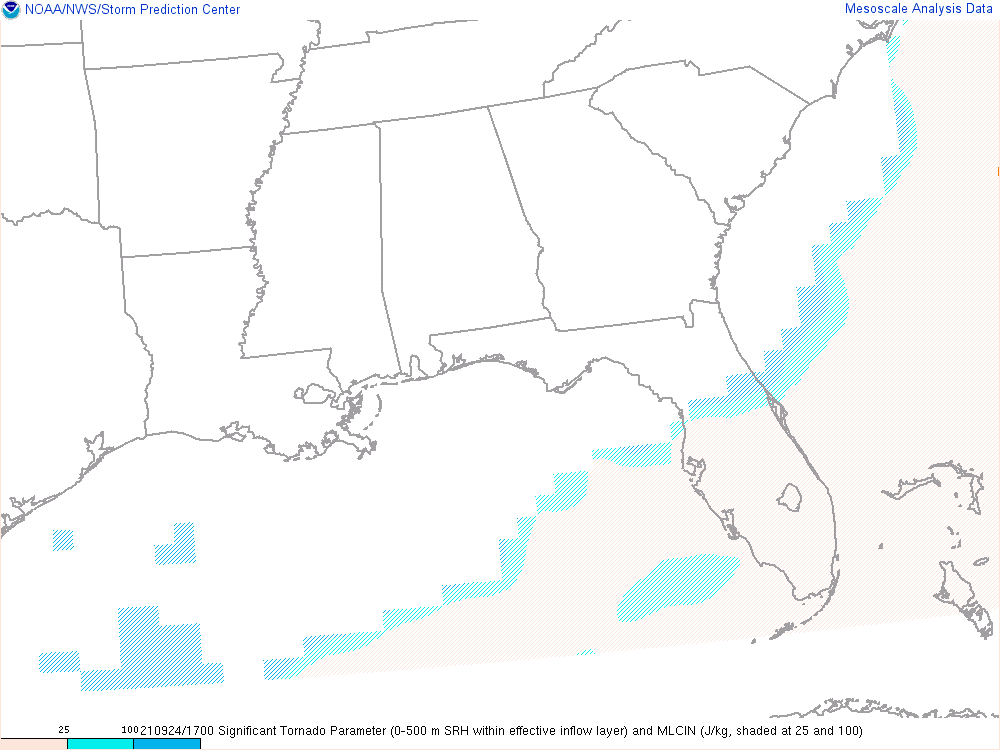 NOAA/NWS/Storm Prediction Center
Mesoscale Analysis Data
25 100 210924/1700 Significant Tornado Parameter (0-500 m SRH within effective inflow layer) and MLCIN (J/kg, shaded at 25 and 100)